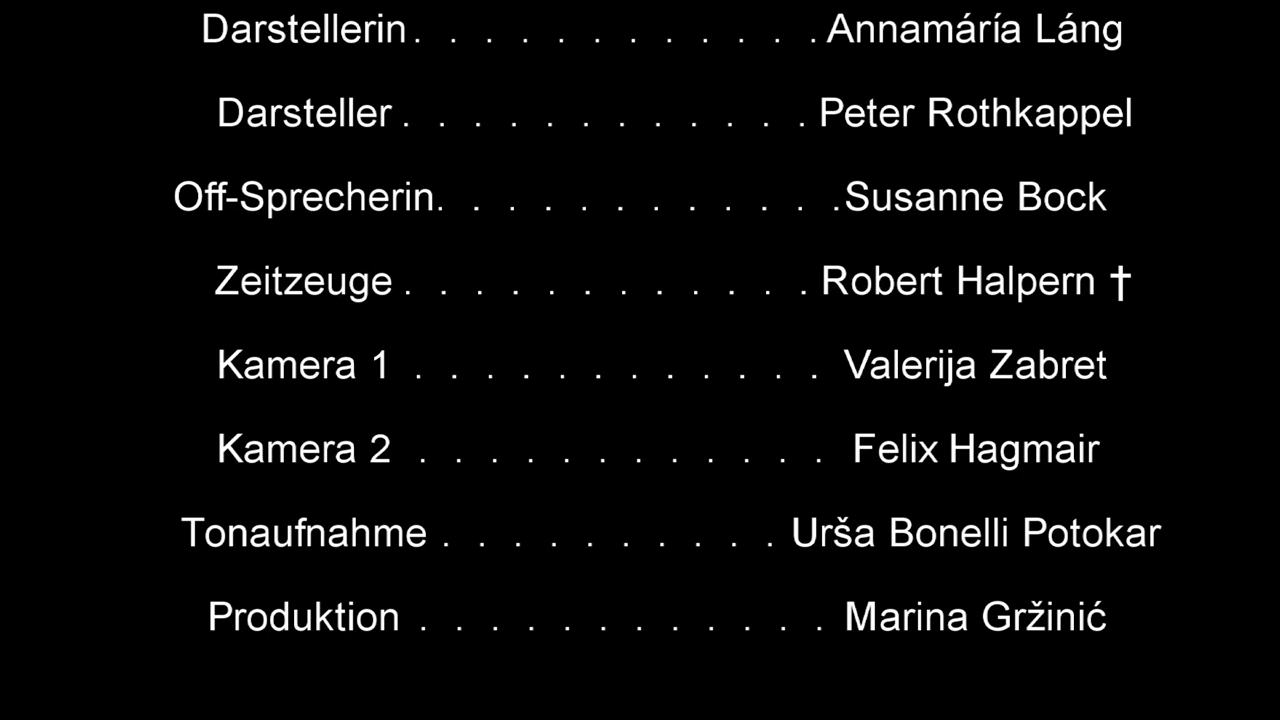 Darstellerin . . . . . . . . . . . . Annamáría Láng
Darsteller . . . . . . . . . . . . Peter Rothkappel
Off-Sprecherin. . . . . . . . . . . .Susanne Bock
Zeitzeuge . . . . . . . . . . . . Robert Halpern †
Kamera 1 . . . . . . . . . . . . Valerija Zabret
Kamera 2 . . . . . . . . . . . . Felix Hagmair
Tonaufnahme . . . . . . . . . . Urša Bonelli Potokar
Produktion . . . . . . . . . . . . Marina Gržinić